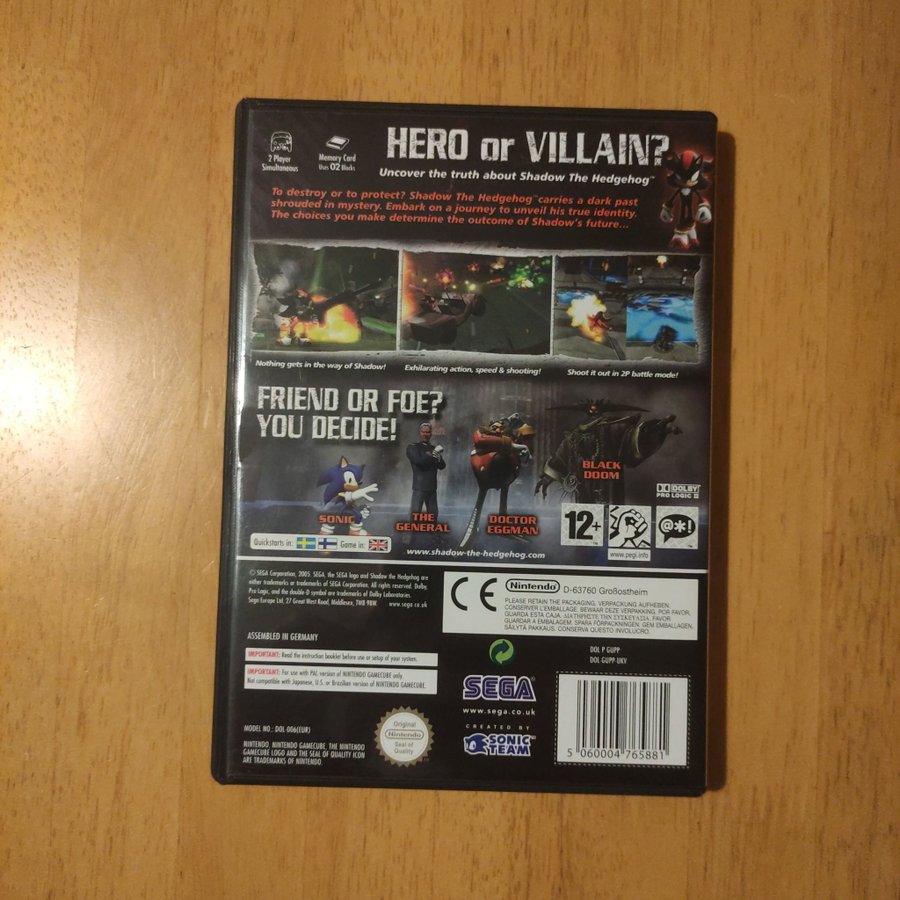 HERO or VILLAIN?
2 Player
Simultaneous
Memory Card
Uses 02 Blocks
Uncover the truth about Shadow The Hedgehog™
To destroy or to protect? Shadow The Hedgehog™ carries a dark past
shrouded in mystery. Embark on a journey to unveil his true identity.
The choices you make determine the outcome of Shadow's future...
Nothing gets in the way of Shadow!
Exhilarating action, speed & shooting!
Shoot it out in 2P battle mode!
FRIEND OR FOE?
YOU DECIDE!
SONIC
THE
GENERAL
DOCTOR
EGGMAN
BLACK
DOOM
DOLBY
PRO LOGIC II
12+
www.pegi.info
@*!
Quickstarts in:
Game in:
www.shadow-the-hedgehog.com
© SEGA Corporation, 2005. SEGA, the SEGA logo and Shadow the Hedgehog are
either trademarks or registered trademarks of SEGA Corporation. All rights reserved. Dolby,
Pro Logic, and the double-D symbol are trademarks of Dolby Laboratories.
Sega Europe Ltd, 27 Great West Road, Middlesex, TW8 9BW. www.sega.co.uk
CE
Nintendo
D-63760 Großostheim
PLEASE RETAIN THE PACKAGING. VERPACKUNG AUFHEBEN.
CONSERVER L'EMBALLAGE. BEWAAR DEZE VERPAKKING. POR FAVOR,
GUARDA ESTA CAJA. ΔΙΑΤΗΡΗΣΤΕ ΤΗΝ ΣΥΣΚΕΥΑΣΙΑ. FAVOR
GUARDAR A EMBALAGEM. SPARA FÖRPACKNINGEN. GEM EMBALLAGEN.
SÄILYTÄ PAKKAUS. CONSERVA QUESTO INVOLUCRO.
ASSEMBLED IN GERMANY
IMPORTANT: Read the instruction booklet before use or setup of your system.
IMPORTANT: For use with PAL version of NINTENDO GAMECUBE only.
Not compatible with Japanese, U.S. or Brazilian version of NINTENDO GAMECUBE.
DOL P GUPP
DOL-GUPP-UKV
SEGA
www.sega.co.uk
CREATED BY
SONIC
TEAM
MODEL NO : DOL-006(EUR)
NINTENDO, NINTENDO GAMECUBE, THE NINTENDO
GAMECUBE LOGO AND THE SEAL OF QUALITY ICON
ARE TRADEMARKS OF NINTENDO.
Original
Nintendo
Seal of
Quality
5 060004 765881